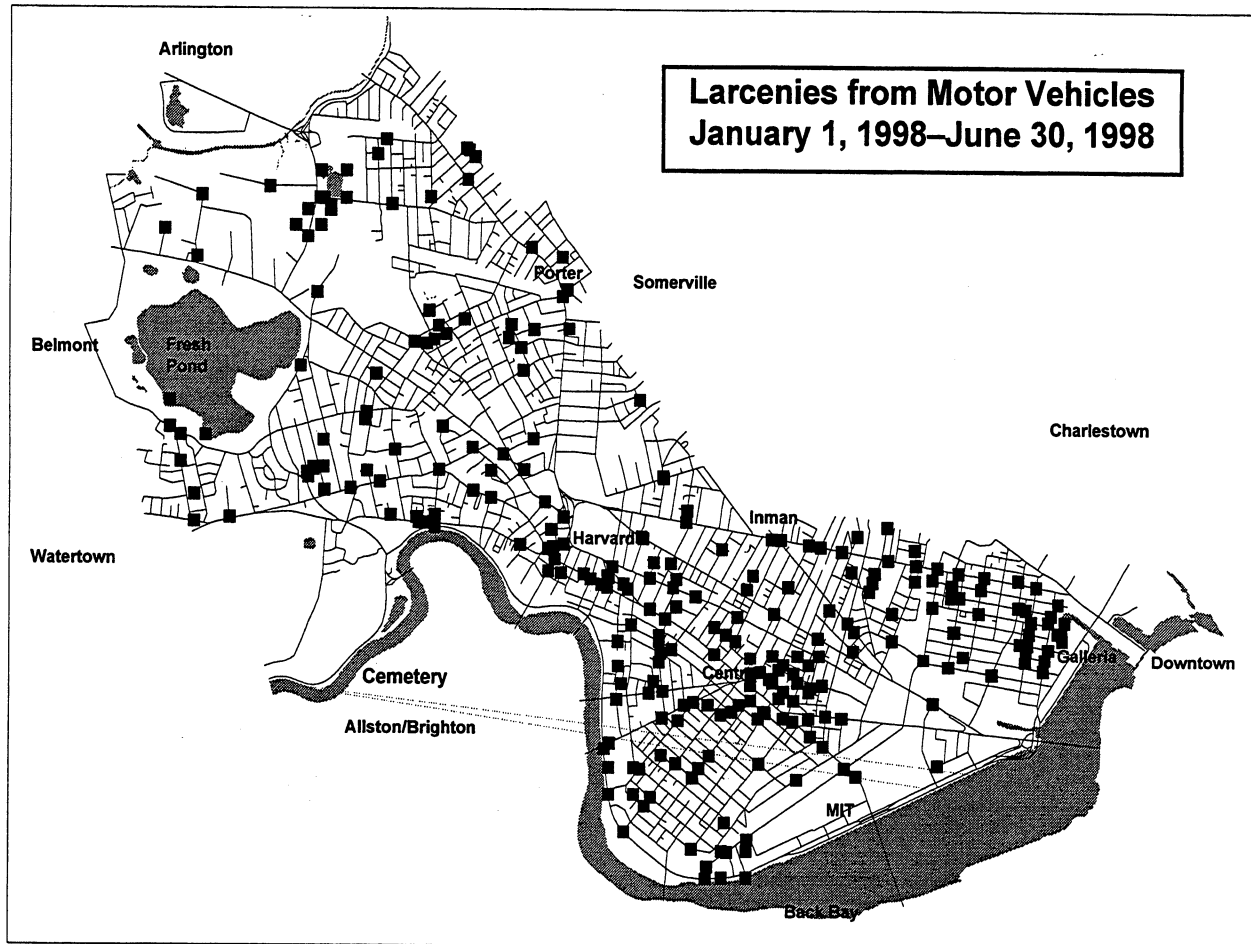 Arlington
Larcenies from Motor Vehicles
January 1, 1998–June 30, 1998
Porter
Somerville
Belmont
Fresh
Pond
Charlestown
Inman
Harvard
Watertown
Galleria
Downtown
Cemetery
Allston/Brighton
MIT
Back Bay